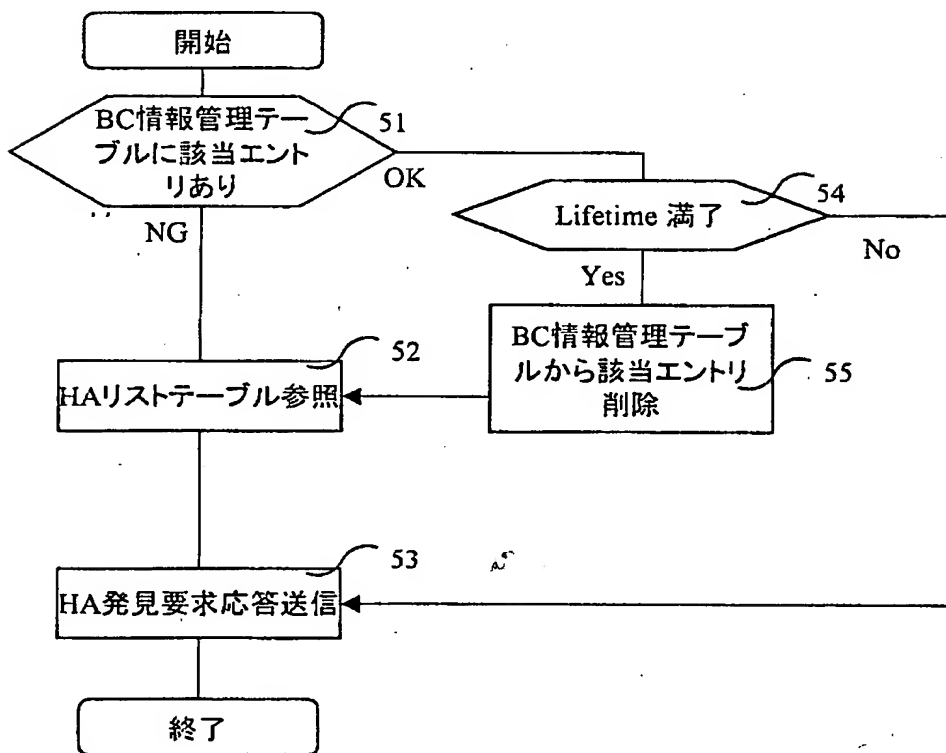 開始
BC情報管理テー
ブルに該当エント
リあり
51
OK
NG
Lifetime 満了
54
No
Yes
BC情報管理テーブ
ルから該当エントリ
削除
55
52
HAリストテーブル参照
53
HA発見要求応答送信
終了